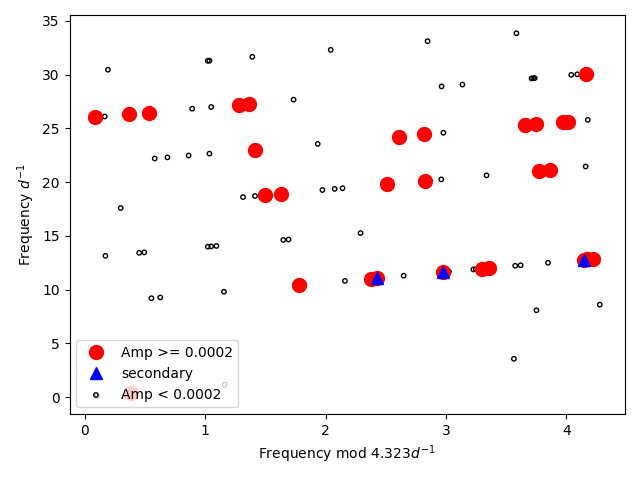 35
30
25
20
15
10
5
0
Frequency d⁻¹
Amp >= 0.0002
secondary
Amp < 0.0002
0 1 2 3 4
Frequency mod 4.323d⁻¹